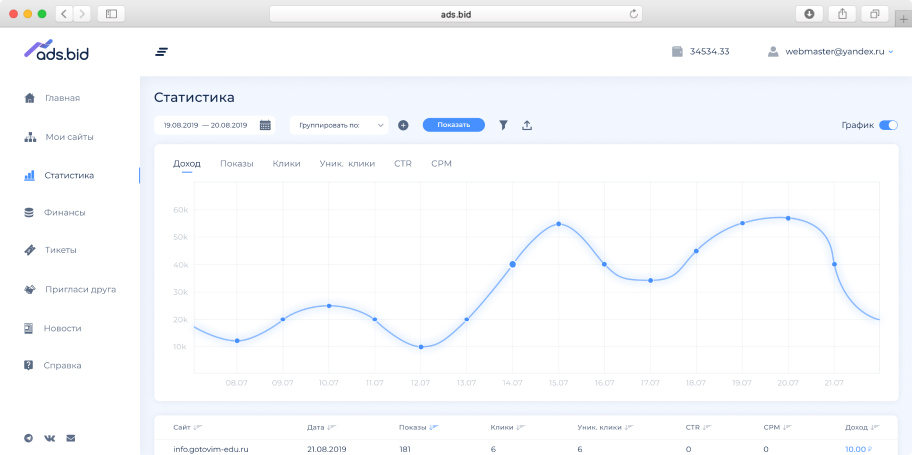 ads.bid
ads.bid
34534.33
webmaster@yandex.ru
Главная
Мои сайты
Статистика
Финансы
Тикеты
Пригласи друга
Новости
Справка
Статистика
19.08.2019 — 20.08.2019
Группировать по:
Показать
График
Доход Показы Клики Уник. клики CTR CPM
60k
50k
40k
30k
20k
10k
08.07 09.07 10.07 11.07 12.07 13.07 14.07 15.07 16.07 17.07 18.07 19.07 20.07 21.07
Сайт Дата Показы Клики Уник. клики CTR CPM Доход
info.gotovim-edu.ru 21.08.2019 181 6 6 0 0 10.00 ₽